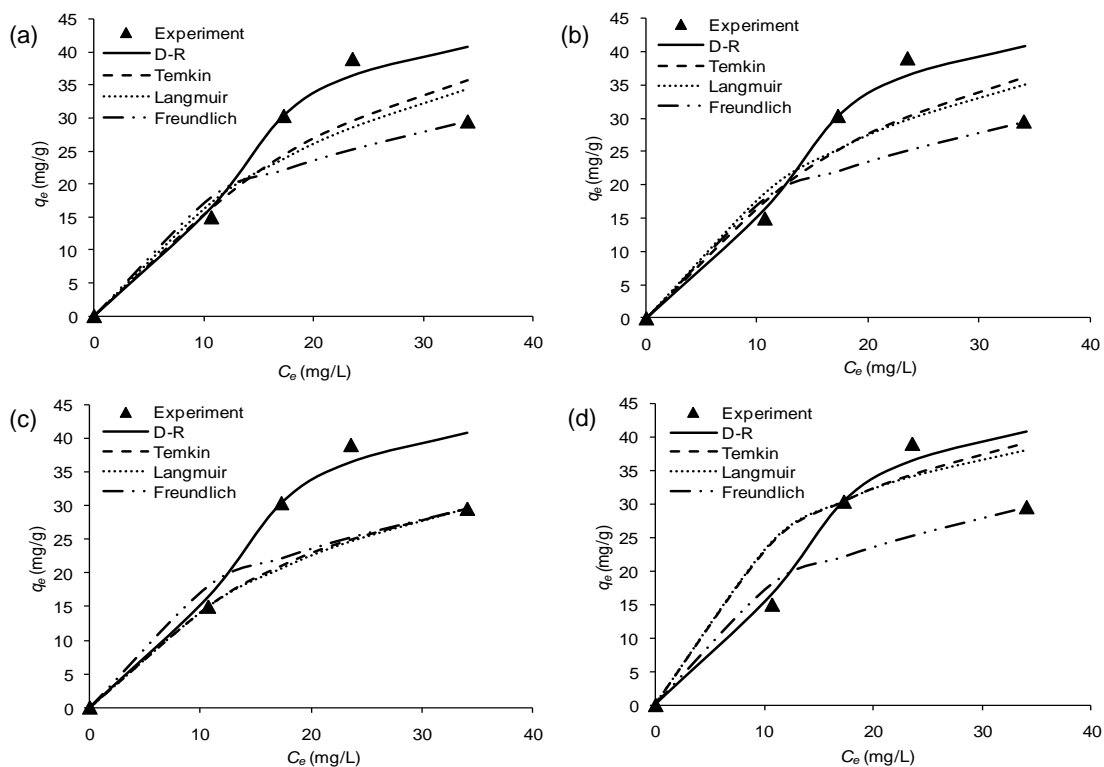 (a)
45
40
35
30
25
20
15
10
5
0
qe (mg/g)
Experiment
D-R
Temkin
Langmuir
Freundlich
0 10 20 30 40
Ce (mg/L)
(b)
45
40
35
30
25
20
15
10
5
0
qe (mg/g)
Experiment
D-R
Temkin
Langmuir
Freundlich
0 10 20 30 40
Ce (mg/L)
(c)
45
40
35
30
25
20
15
10
5
0
qe (mg/g)
Experiment
D-R
Temkin
Langmuir
Freundlich
0 10 20 30 40
Ce (mg/L)
(d)
45
40
35
30
25
20
15
10
5
0
qe (mg/g)
Experiment
D-R
Temkin
Langmuir
Freundlich
0 10 20 30 40
Ce (mg/L)